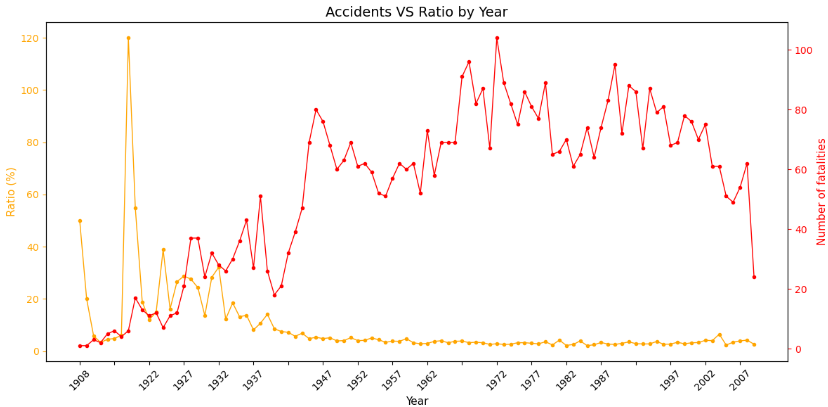 Accidents VS Ratio by Year
120
100
80
60
40
20
0
Ratio (%)
100
80
60
40
20
0
Number of fatalities
1908 1922 1927 1932 1937 1947 1952 1957 1962 1972 1977 1982 1987 1997 2002 2007
Year